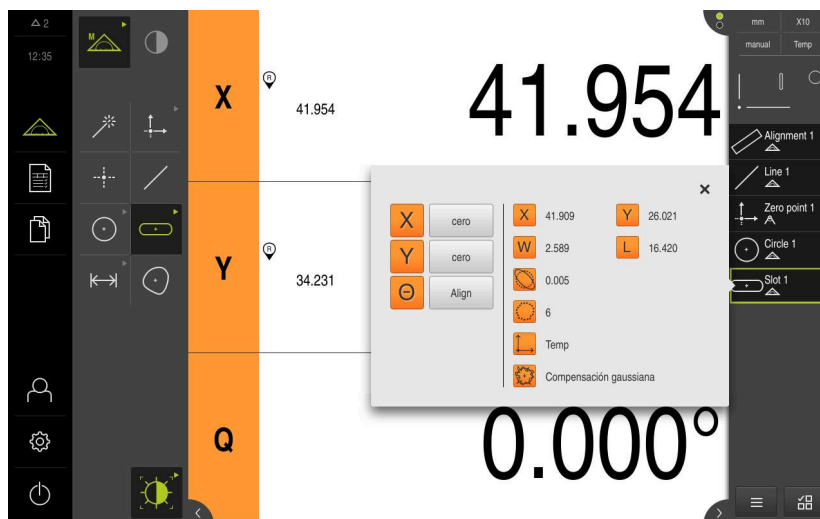 2
12:35
M
X
R
41.954
41.954
Y
R
34.231
Q
0.000°
X
cero
Y
cero
Θ
Align
X
41.909
Y
26.021
W
2.589
L
16.420
0.005
6
Temp
Compensación gaussiana
mm
X10
manual
Temp
Alignment 1
Line 1
Zero point 1
Circle 1
Slot 1